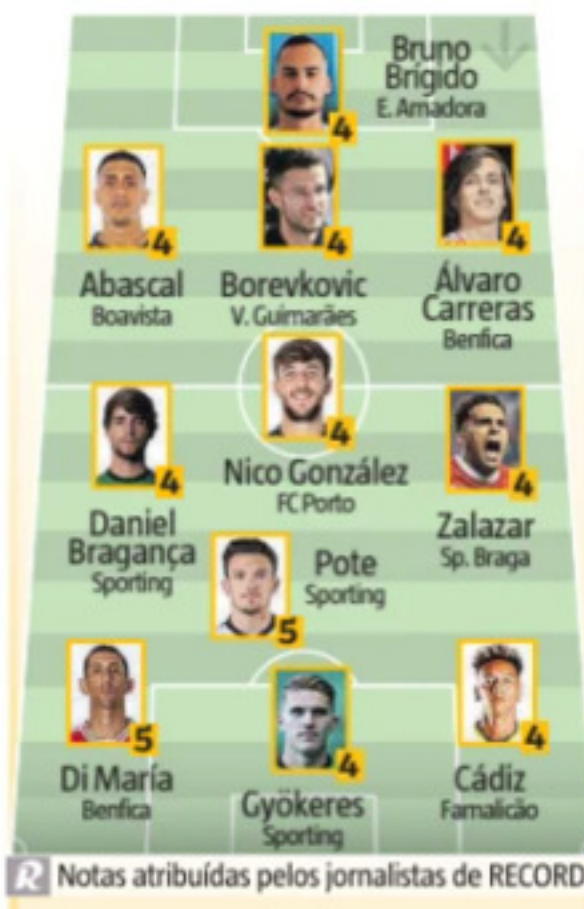 Bruno
Brígido
E. Amadora
4
4
4
4
Abascal
Boavista
Borevkovic
V. Guimarães
Álvaro
Carreras
Benfica
4
4
4
Nico González
FC Porto
Daniel
Bragança
Sporting
Zalazar
Sp. Braga
Pote
Sporting
5
5
4
4
Di María
Benfica
Gyökeres
Sporting
Cádiz
Famalicão
R Notas atribuídas pelos jornalistas de RECORD